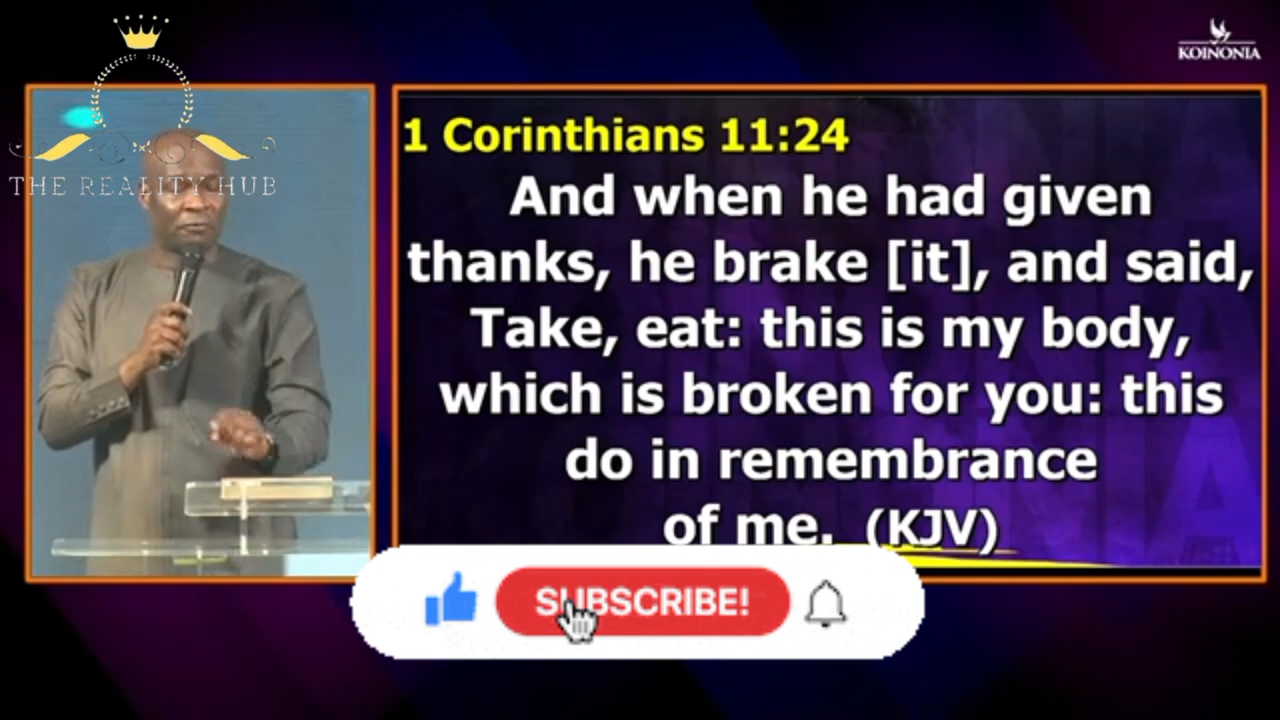 THE REALITY HUB
KOINONIA
1 Corinthians 11:24
And when he had given
thanks, he brake [it], and said,
Take, eat: this is my body,
which is broken for you: this
do in remembrance
of me. (KJV)
SUBSCRIBE!